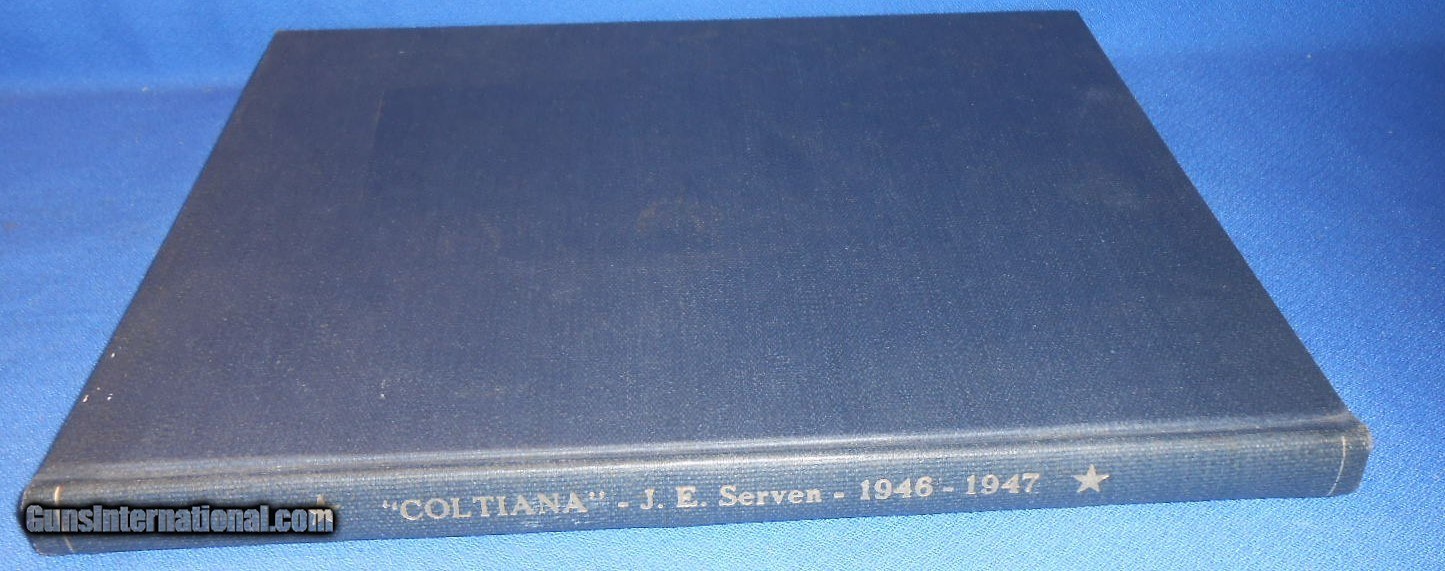 "COLTIANA" - J. E. Serven - 1946 - 1947
GunsInternational.com